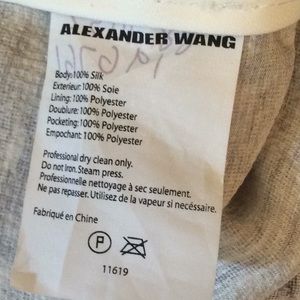 ALEXANDER WANG
Body:100% Silk
Exterieur:100% Soie
Lining: 100% Polyester
Doublure: 100% Polyester
Pocketing: 100% Polyester
Empochant: 100% Polyester
Professional dry clean only.
Do not Iron. Steam press.
Professionelle nettoyage à sec seulement.
Ne pas repasser. Utilisez de la vapeur si nécessaire.
Fabriqué en Chine
P
11619